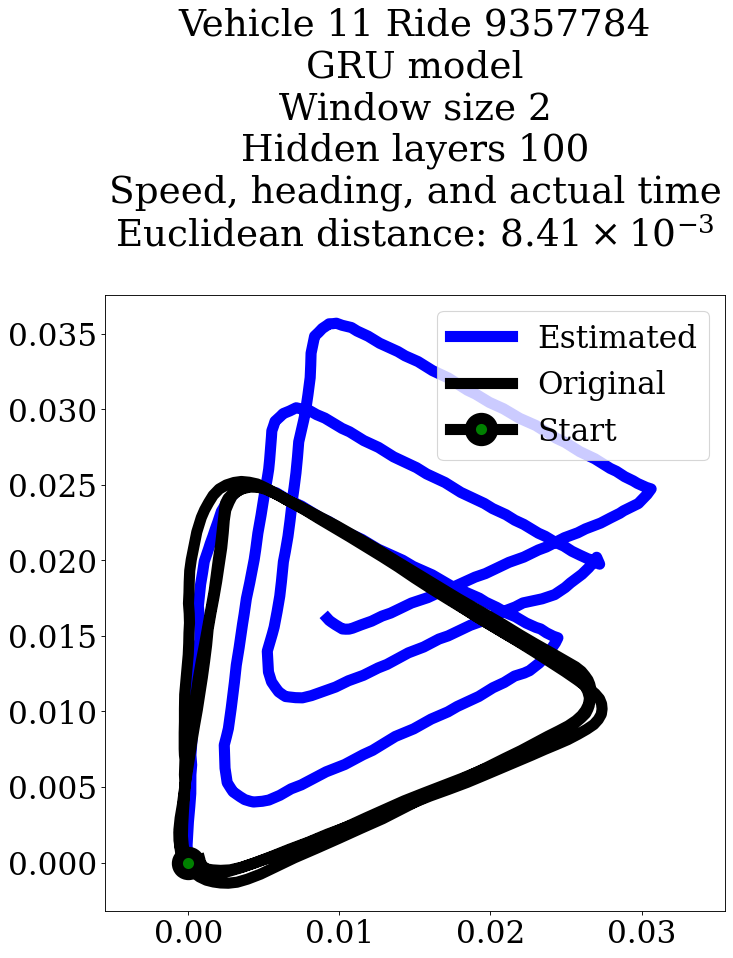 Vehicle 11 Ride 9357784
GRU model
Window size 2
Hidden layers 100
Speed, heading, and actual time
Euclidean distance: 8.41 × 10⁻³
Estimated
Original
Start
0.035
0.030
0.025
0.020
0.015
0.010
0.005
0.000
0.00 0.01 0.02 0.03